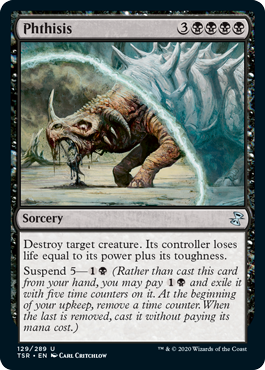 Phthisis 3
Sorcery
Destroy target creature. Its controller loses
life equal to its power plus its toughness.
Suspend 5—1 (Rather than cast this card
from your hand, you may pay 1 and exile it
with five time counters on it. At the beginning
of your upkeep, remove a time counter. When
the last is removed, cast it without paying its
mana cost.)
129/289 U
TSR • EN Carl Critchlow
™ & © 2020 Wizards of the Coast